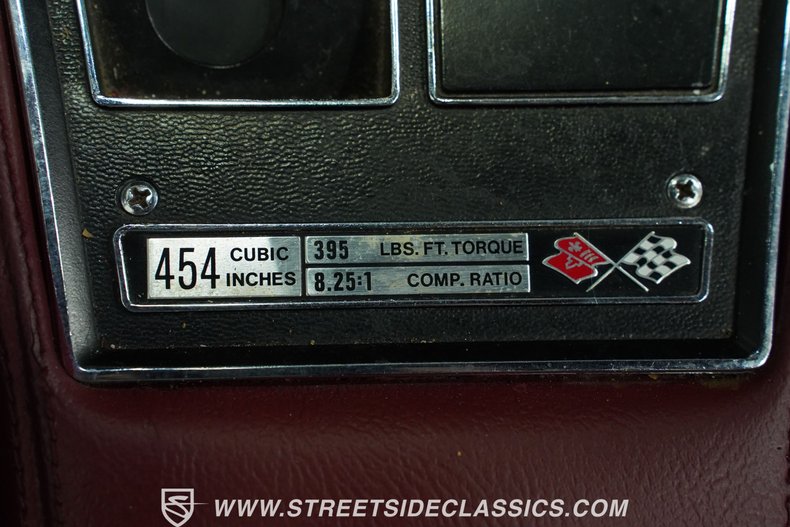 454 CUBIC INCHES
395 LBS. FT. TORQUE
8.25:1 COMP. RATIO
WWW.STREETSIDECLASSICS.COM